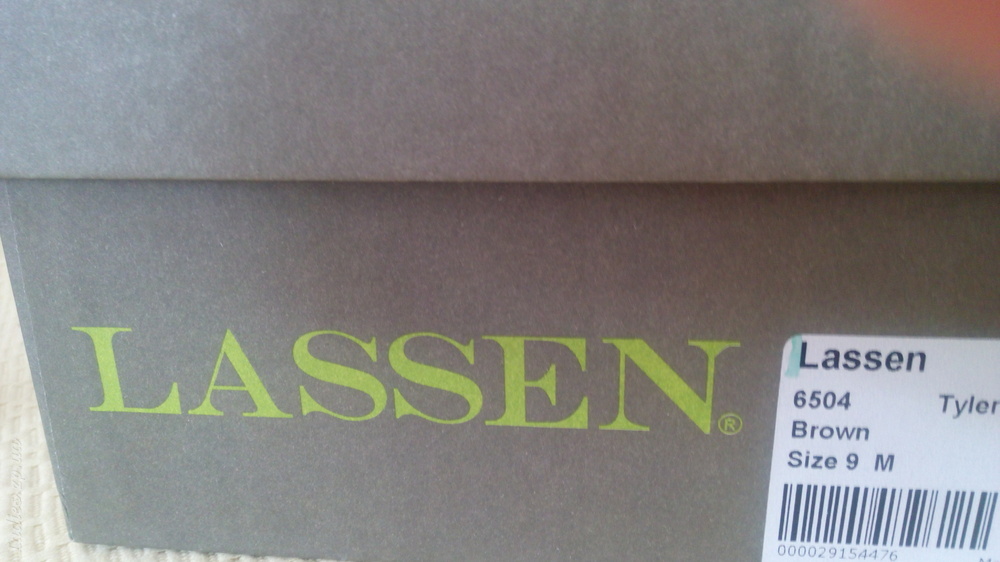 LASSEN®
Lassen
6504 Tyler
Brown
Size 9 M
000029154476